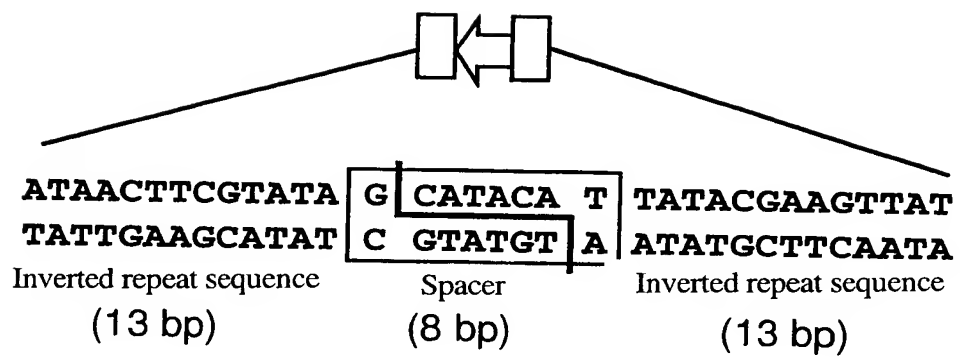 ATAACTTCGTATA G CATACA T TATACGAAGTTAT
TATTGAAGCATAT C GTATGT A ATATGCTTCAATA
Inverted repeat sequence Spacer Inverted repeat sequence
(13 bp) (8 bp) (13 bp)